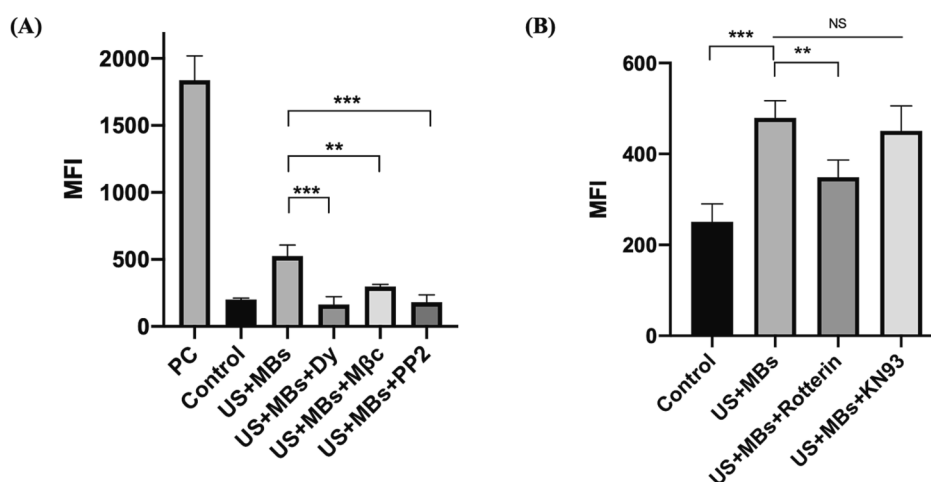 (A)
MFI
2000
1500
1000
500
0
***
**
***
PC
Control
US+MBs
US+MBs+Dy
US+MBs+Mβc
US+MBs+PP2
(B)
MFI
600
400
200
0
NS
***
**
Control
US+MBs
US+MBs+Rotterin
US+MBs+KN93